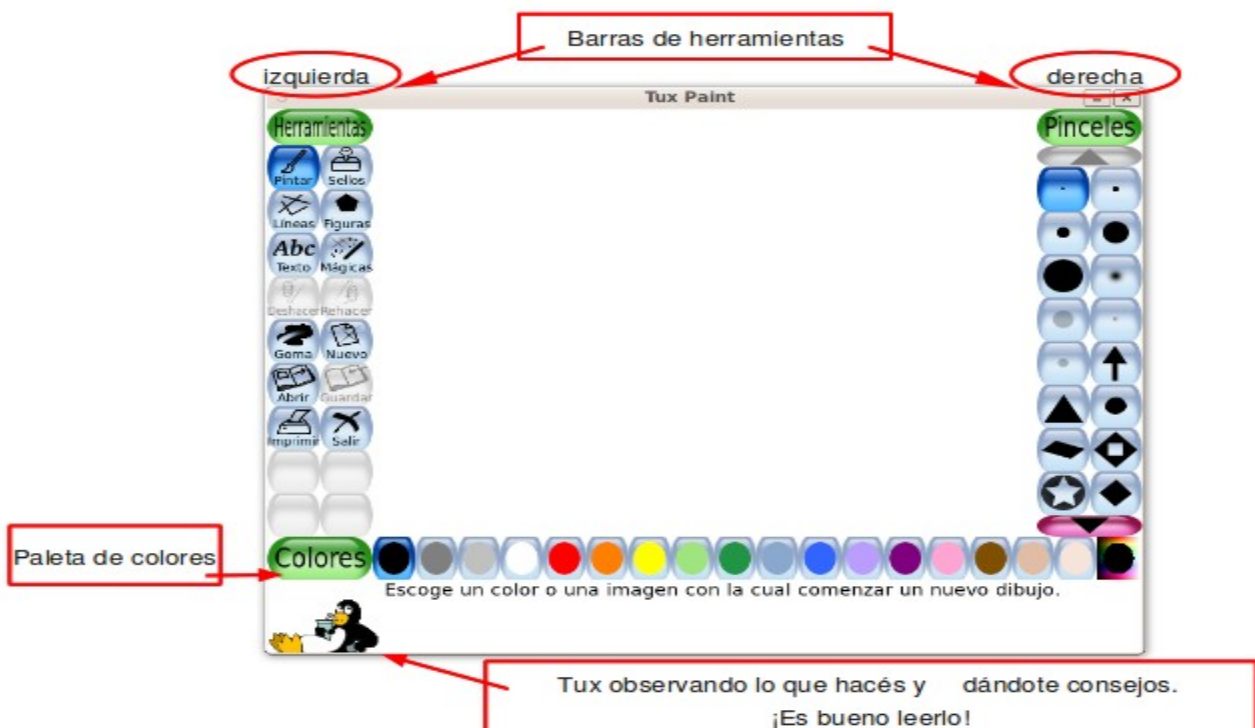 Barras de herramientas
izquierda
derecha
Tux Paint
Herramientas
Pinceles
Pintar Sellos
Líneas Figuras
Abc
Texto Mágicas
Deshacer Rehacer
Goma Nuevo
Abrir Guardar
Imprimir Salir
Paleta de colores
Colores
Escoge un color o una imagen con la cual comenzar un nuevo dibujo.
Tux observando lo que hacés y dándote consejos.
¡Es bueno leerlo!